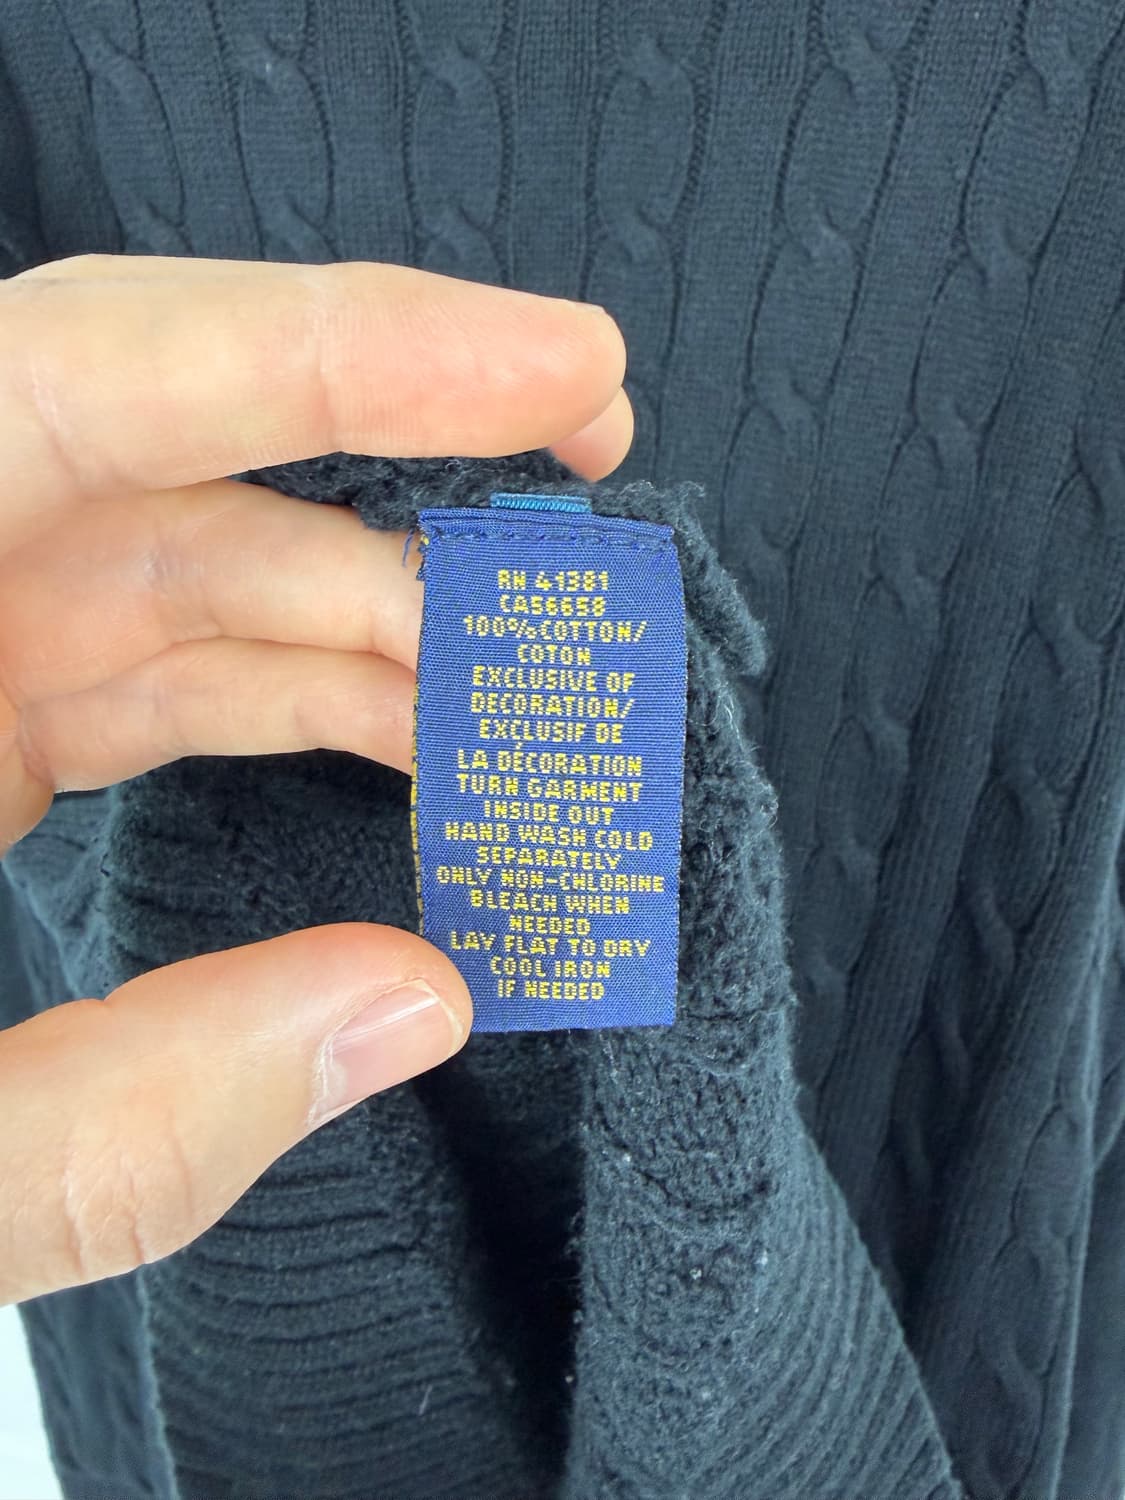 RN 41381
CA56658
100%COTTON/
COTON
EXCLUSIVE OF
DECORATION/
EXCLUSIF DE
LA DÉCORATION
TURN GARMENT
INSIDE OUT
HAND WASH COLD
SEPARATELY
ONLY NON-CHLORINE
BLEACH WHEN
NEEDED
LAY FLAT TO DRY
COOL IRON
IF NEEDED